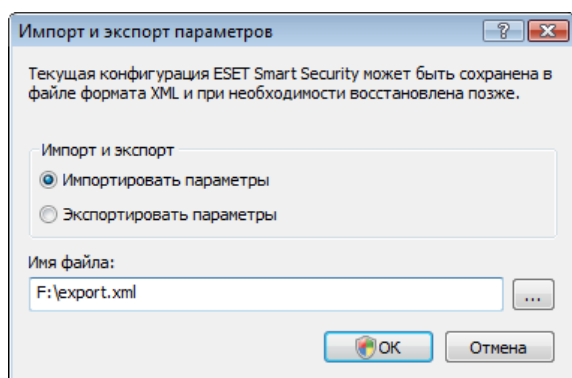 Импорт и экспорт параметров
Текущая конфигурация ESET Smart Security может быть сохранена в
файле формата XML и при необходимости восстановлена позже.
Импорт и экспорт
Импортировать параметры
Экспортировать параметры
Имя файла:
F:\export.xml
...
OK
Отмена